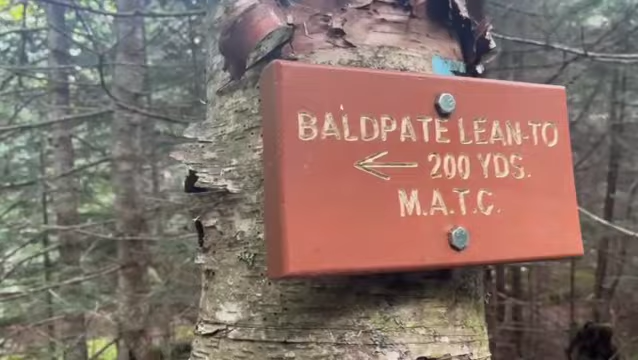 BALDPATE LEAN-TO
← 200 YDS.
M.A.T.C.